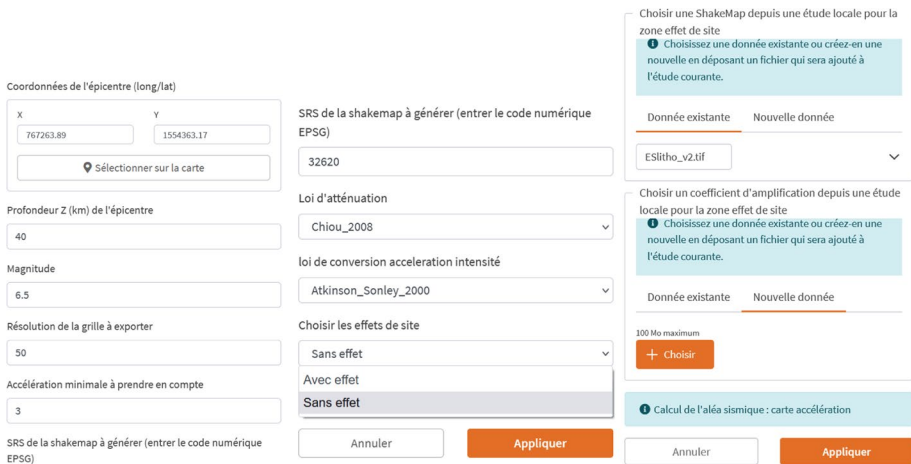 Coordonnées de l'épicentre (long/lat)
X
Y
767263.89
1554363.17
Sélectionner sur la carte
Profondeur Z (km) de l'épicentre
40
Magnitude
6.5
Résolution de la grille à exporter
50
Accélération minimale à prendre en compte
3
SRS de la shakemap à générer (entrer le code numérique
EPSG)
SRS de la shakemap à générer (entrer le code numérique
EPSG)
32620
Loi d'atténuation
Chiou_2008
loi de conversion acceleration intensité
Atkinson_Sonley_2000
Choisir les effets de site
Sans effet
Avec effet
Sans effet
Annuler
Appliquer
Choisir une ShakeMap depuis une étude locale pour la
zone effet de site
Choisissez une donnée existante ou créez-en une
nouvelle en déposant un fichier qui sera ajouté à
l'étude courante.
Donnée existante
Nouvelle donnée
ESlitho_v2.tif
Choisir un coefficient d'amplification depuis une étude
locale pour la zone effet de site
Choisissez une donnée existante ou créez-en une
nouvelle en déposant un fichier qui sera ajouté à
l'étude courante.
Donnée existante
Nouvelle donnée
100 Mo maximum
+ Choisir
Calcul de l'aléa sismique : carte accélération
Annuler
Appliquer